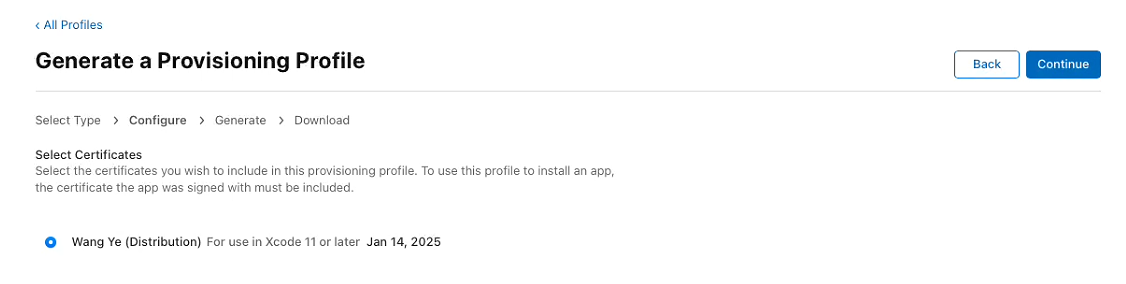 ‹ All Profiles
Generate a Provisioning Profile
Back
Continue
Select Type > Configure > Generate > Download
Select Certificates
Select the certificates you wish to include in this provisioning profile. To use this profile to install an app,
the certificate the app was signed with must be included.
Wang Ye (Distribution) For use in Xcode 11 or later Jan 14, 2025